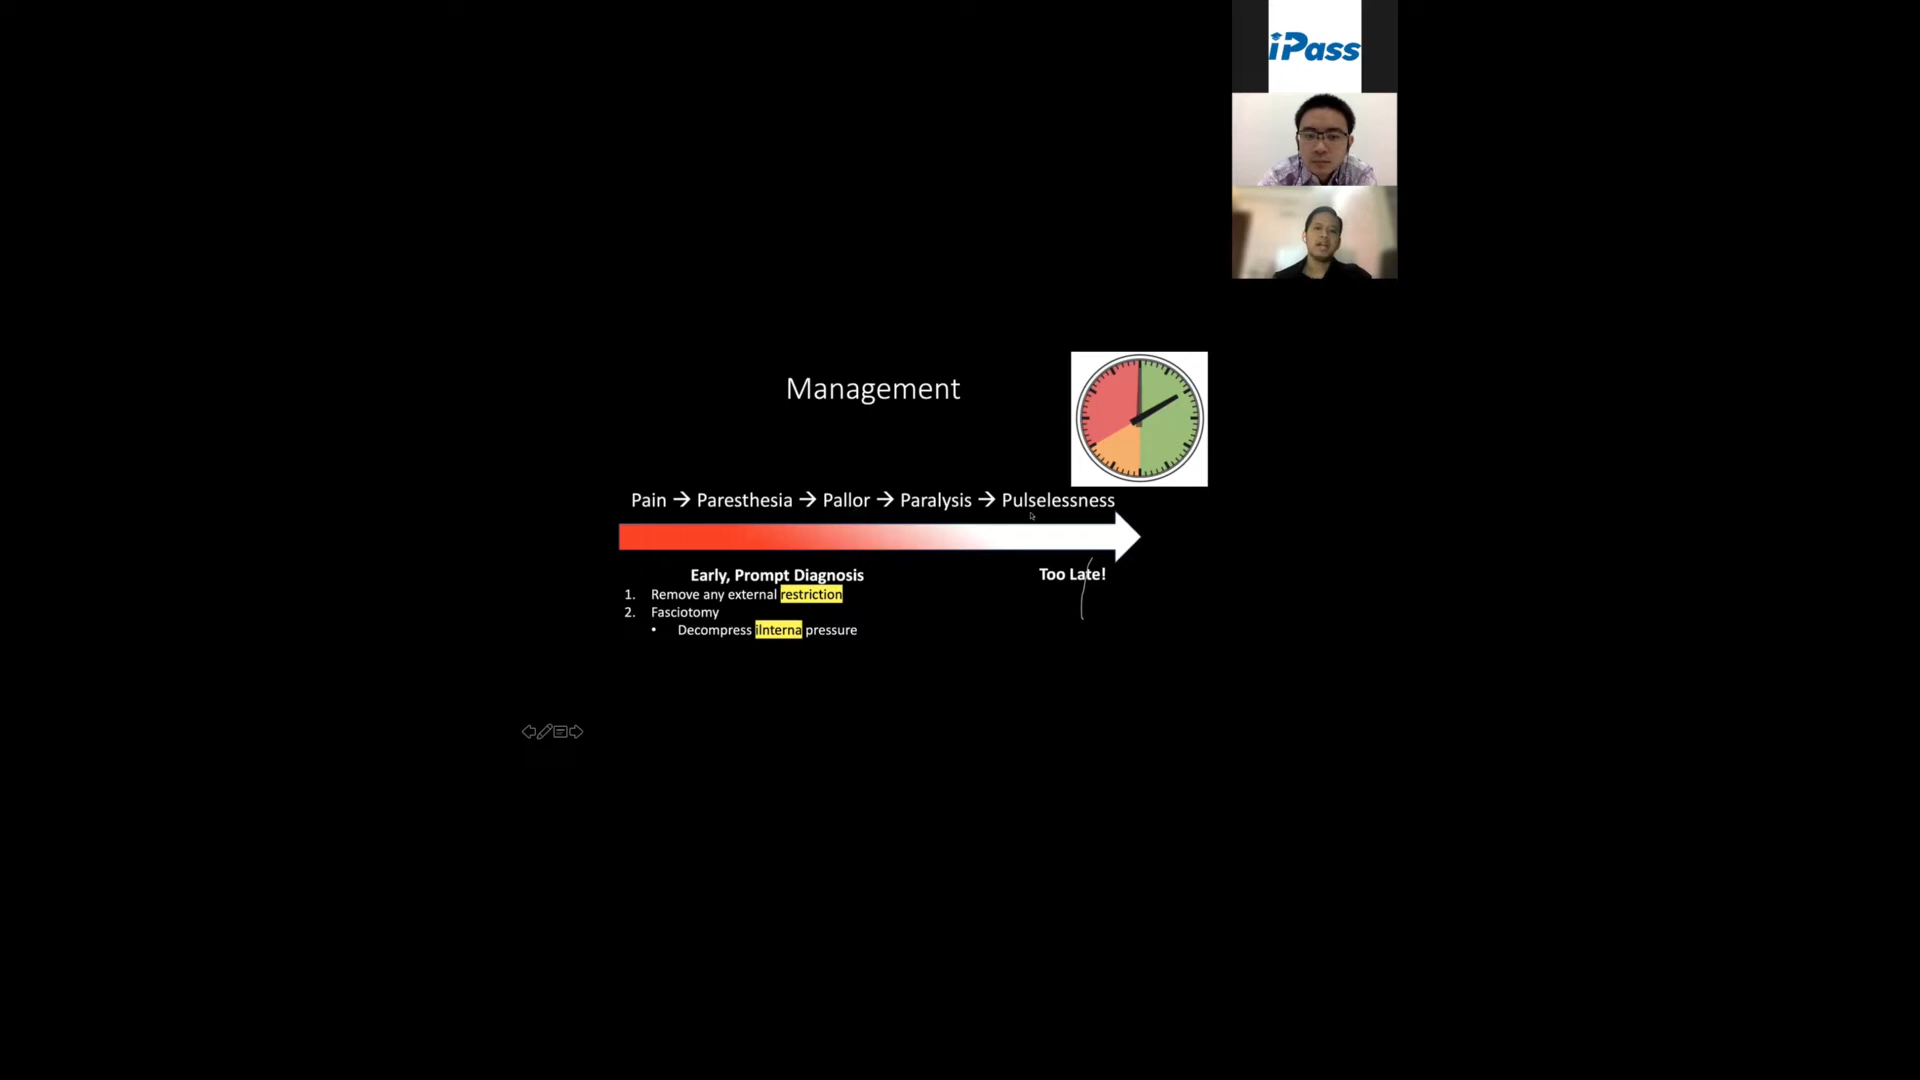 iPass
Management
Pain → Paresthesia → Pallor → Paralysis → Pulselessness
Early, Prompt Diagnosis
Too Late!
1. Remove any external restriction
2. Fasciotomy
• Decompress iInterna pressure